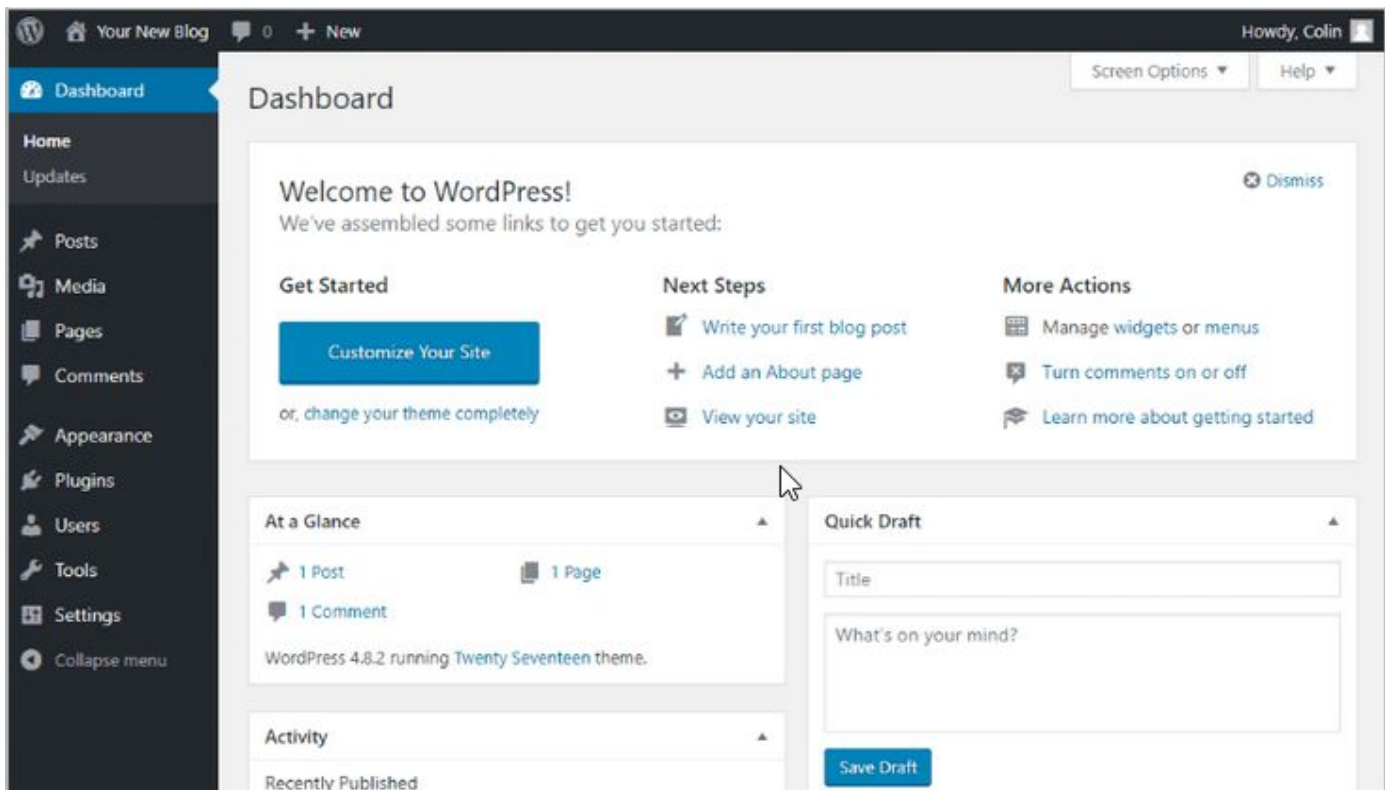 Your New Blog 0 New Howdy, Colin
Screen Options Help
Dashboard
Home
Updates
Posts
Media
Pages
Comments
Appearance
Plugins
Users
Tools
Settings
Collapse menu
Dashboard
Welcome to WordPress!
Dismiss
We've assembled some links to get you started:
Get Started
Customize Your Site
or, change your theme completely
Next Steps
Write your first blog post
Add an About page
View your site
More Actions
Manage widgets or menus
Turn comments on or off
Learn more about getting started
At a Glance
1 Post 1 Page
1 Comment
WordPress 4.8.2 running Twenty Seventeen theme.
Activity
Recently Published
Quick Draft
Title
What's on your mind?
Save Draft